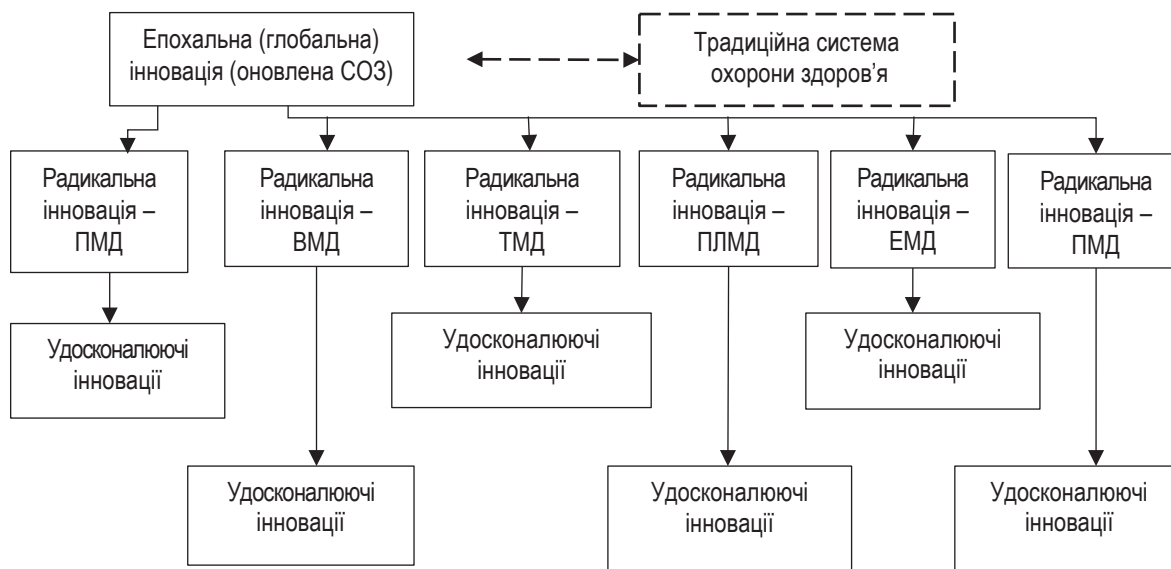 Епохальна (глобальна)
інновація (оновлена СОЗ)
Традиційна система
охорони здоров’я
Радикальна
інновація –
ПМД
Радикальна
інновація –
ВМД
Радикальна
інновація –
ТМД
Радикальна
інновація –
ПЛМД
Радикальна
інновація –
ЕМД
Радикальна
інновація –
ПМД
Удосконалюючі
інновації
Удосконалюючі
інновації
Удосконалюючі
інновації
Удосконалюючі
інновації
Удосконалюючі
інновації
Удосконалюючі
інновації